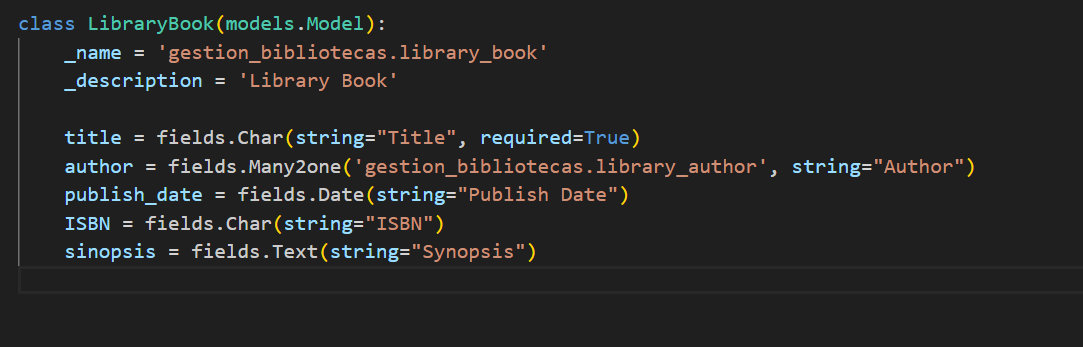 class LibraryBook(models.Model):
    _name = 'gestion_bibliotecas.library_book'
    _description = 'Library Book'

    title = fields.Char(string="Title", required=True)
    author = fields.Many2one('gestion_bibliotecas.library_author', string="Author")
    publish_date = fields.Date(string="Publish Date")
    ISBN = fields.Char(string="ISBN")
    sinopsis = fields.Text(string="Synopsis")